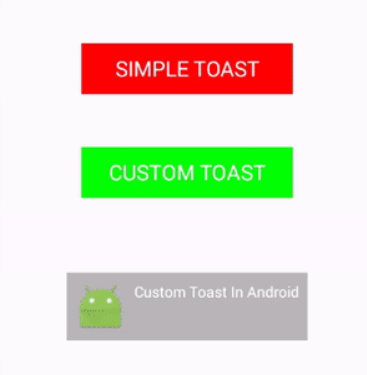 SIMPLE TOAST
CUSTOM TOAST
Custom Toast In Android